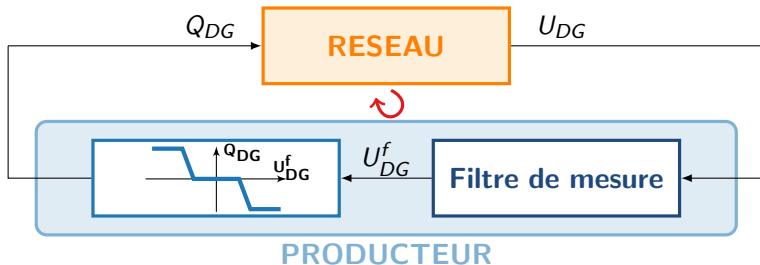 Q_DG
RESEAU
U_DG
Q_DG
U^f_DG
U^f_DG
Filtre de mesure
PRODUCTEUR